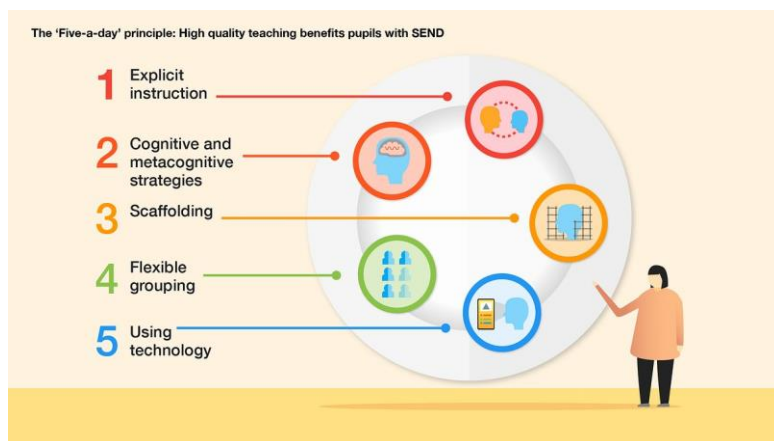 The ‘Five-a-day’ principle: High quality teaching benefits pupils with SEND
1 Explicit
instruction
2 Cognitive and
metacognitive
strategies
3 Scaffolding
4 Flexible
grouping
5 Using
technology